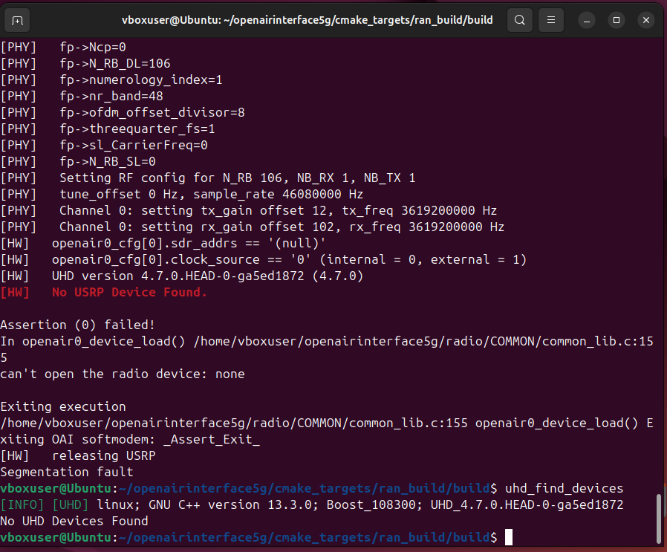 vboxuser@Ubuntu: ~/openairinterface5g/cmake_targets/ran_build/build
[PHY]   fp->Ncp=0
[PHY]   fp->N_RB_DL=106
[PHY]   fp->numerology_index=1
[PHY]   fp->nr_band=48
[PHY]   fp->ofdm_offset_divisor=8
[PHY]   fp->threequarter_fs=1
[PHY]   fp->sl_CarrierFreq=0
[PHY]   fp->N_RB_SL=0
[PHY]   Setting RF config for N_RB 106, NB_RX 1, NB_TX 1
[PHY]   tune_offset 0 Hz, sample_rate 46080000 Hz
[PHY]   Channel 0: setting tx_gain offset 12, tx_freq 3619200000 Hz
[PHY]   Channel 0: setting rx_gain offset 102, rx_freq 3619200000 Hz
[HW]   openair0_cfg[0].sdr_addrs == '(null)'
[HW]   openair0_cfg[0].clock_source == '0' (internal = 0, external = 1)
[HW]   UHD version 4.7.0.HEAD-0-ga5ed1872 (4.7.0)
[HW]   No USRP Device Found.

Assertion (0) failed!
In openair0_device_load() /home/vboxuser/openairinterface5g/radio/COMMON/common_lib.c:15
5
can't open the radio device: none

Exiting execution
/home/vboxuser/openairinterface5g/radio/COMMON/common_lib.c:155 openair0_device_load() E
xiting OAI softmodem: _Assert_Exit_
[HW]   releasing USRP
Segmentation fault
vboxuser@Ubuntu:~/openairinterface5g/cmake_targets/ran_build/build$ uhd_find_devices
[INFO] [UHD] linux; GNU C++ version 13.3.0; Boost_108300; UHD_4.7.0.HEAD-0-ga5ed1872
No UHD Devices Found
vboxuser@Ubuntu:~/openairinterface5g/cmake_targets/ran_build/build$